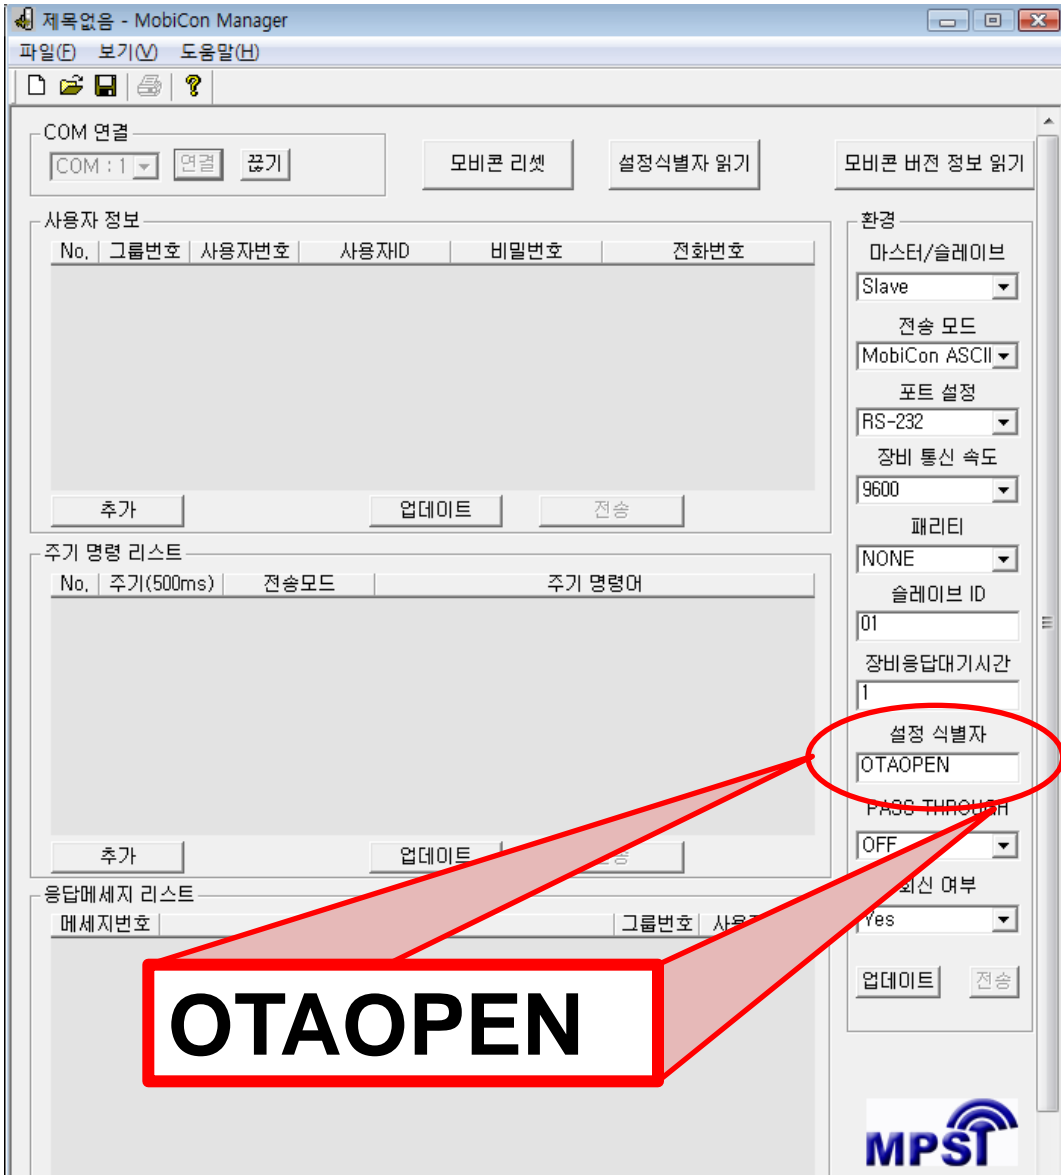 제목없음 - MobiCon Manager
파일(F) 보기(V) 도움말(H)
COM 연결
COM : 1 연결 끊기
모비콘 리셋 설정식별자 읽기 모비콘 버전 정보 읽기
사용자 정보
No. 그룹번호 사용자번호 사용자ID 비밀번호 전화번호
추가 업데이트 전송
주기 명령 리스트
No. 주기(500ms) 전송모드 주기 명령어
추가 업데이트
응답메세지 리스트
메세지번호 그룹번호
OTAOPEN
환경
마스터/슬레이브
Slave
전송 모드
MobiCon ASCII
포트 설정
RS-232
장비 통신 속도
9600
패리티
NONE
슬레이브 ID
01
장비응답대기시간
1
설정 식별자
OTAOPEN
PASS THROUGH
OFF
회신 여부
Yes
업데이트 전송
MPST